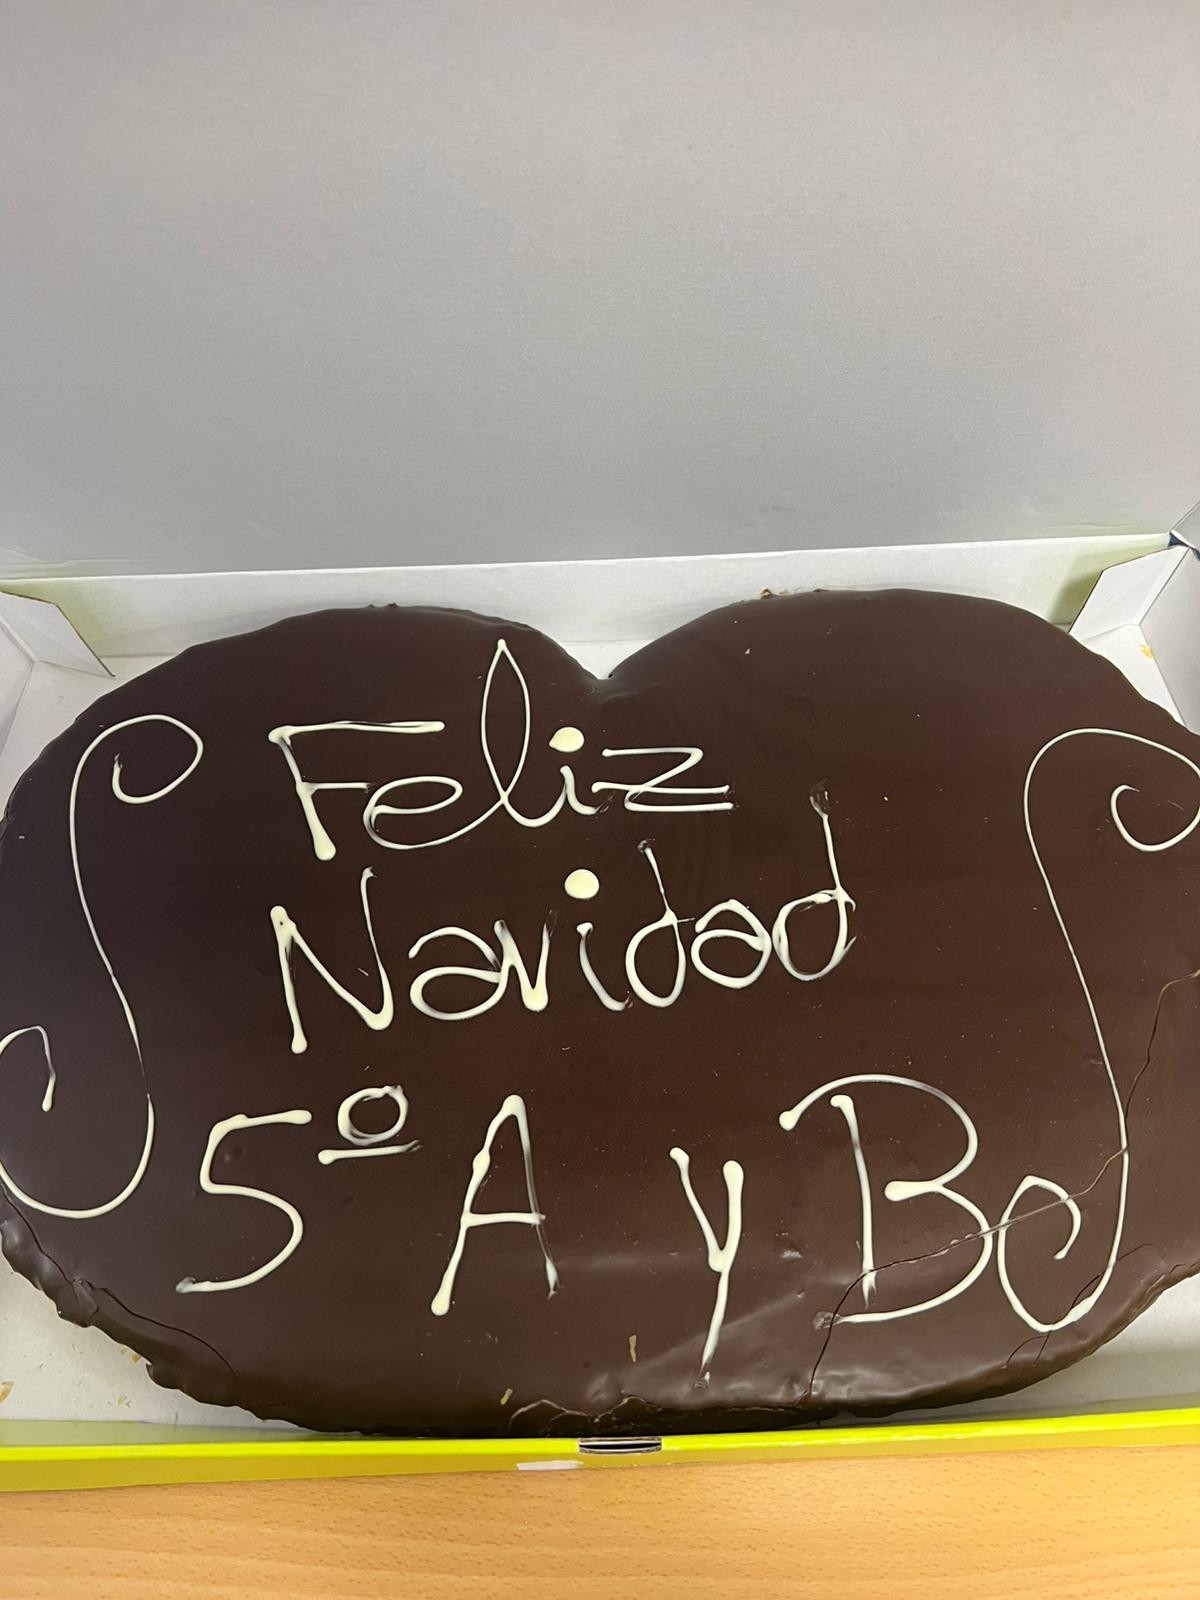 Feliz
Navidad
5º A y B